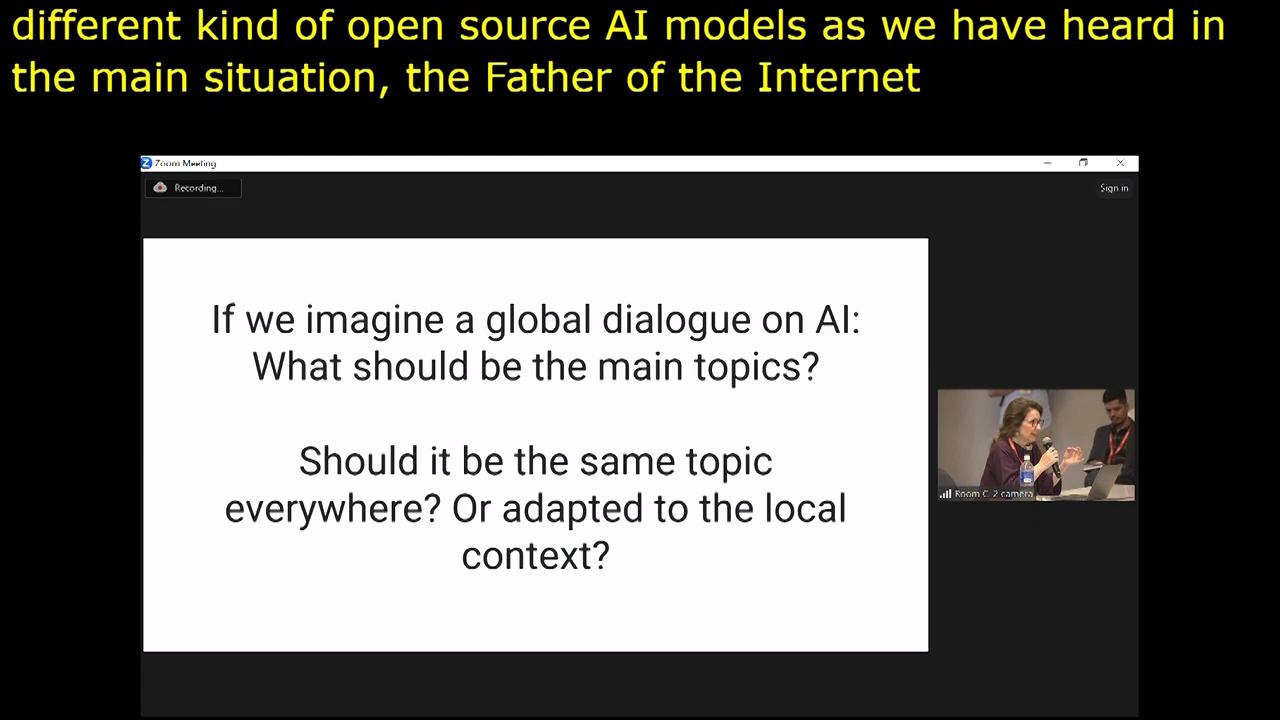 different kind of open source AI models as we have heard in
the main situation, the Father of the Internet
Zoom Meeting
Recording...
Sign in
If we imagine a global dialogue on AI:
What should be the main topics?
Should it be the same topic
everywhere? Or adapted to the local
context?
Room C. 2 camera